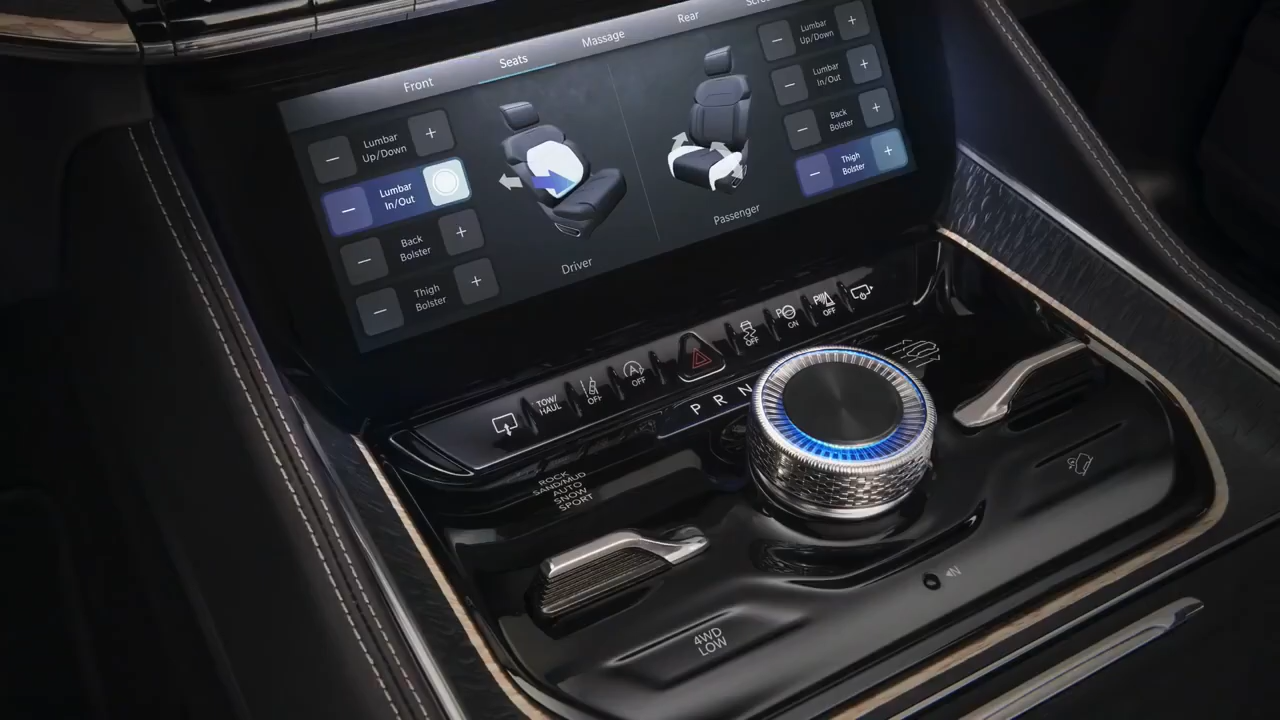 Front
Seats
Massage
Rear
Lumbar
Up/Down
Lumbar
In/Out
Back
Bolster
Thigh
Bolster
Driver
Passenger
Lumbar
Up/Down
Lumbar
In/Out
Back
Bolster
Thigh
Bolster
TOW/
HAUL
OFF
A
OFF
OFF
P
ON
OFF
P R N
ROCK
SAND/MUD
AUTO
SNOW
SPORT
4WD
LOW
N